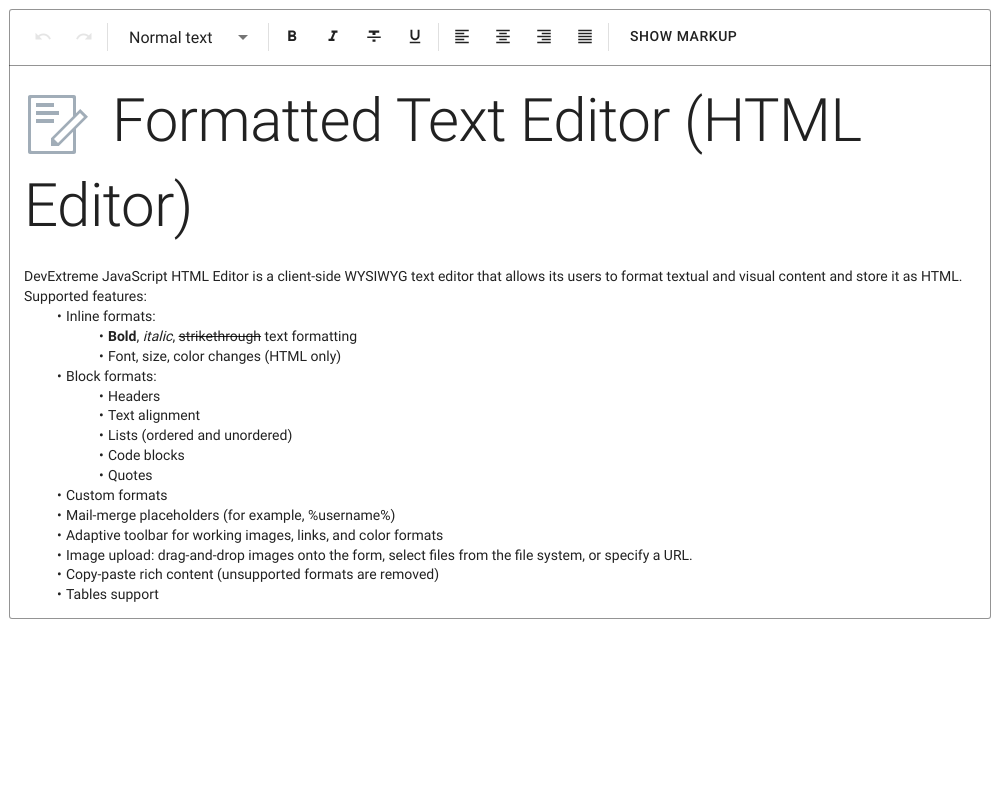 Normal text B I T U SHOW MARKUP
Formatted Text Editor (HTML
Editor)
DevExtreme JavaScript HTML Editor is a client-side WYSIWYG text editor that allows its users to format textual and visual content and store it as HTML.
Supported features:
• Inline formats:
• Bold, italic, strikethrough text formatting
• Font, size, color changes (HTML only)
• Block formats:
• Headers
• Text alignment
• Lists (ordered and unordered)
• Code blocks
• Quotes
• Custom formats
• Mail-merge placeholders (for example, %username%)
• Adaptive toolbar for working images, links, and color formats
• Image upload: drag-and-drop images onto the form, select files from the file system, or specify a URL.
• Copy-paste rich content (unsupported formats are removed)
• Tables support